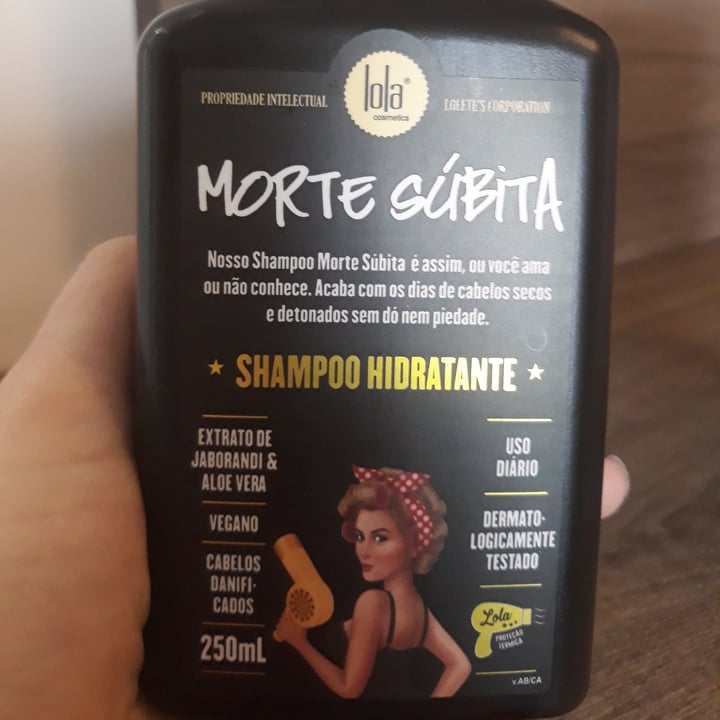 PROPRIEDADE INTELECTUAL
lola®
cosmetics
LOLETE'S CORPORATION
MORTE SÚBITA
Nosso Shampoo Morte Súbita é assim, ou você ama
ou não conhece. Acaba com os dias de cabelos secos
e detonados sem dó nem piedade.
★ SHAMPOO HIDRATANTE ★
EXTRATO DE
JABORANDI &
ALOE VERA
VEGANO
CABELOS
DANIFI-
CADOS
250mL
USO
DIÁRIO
DERMATO-
LOGICAMENTE
TESTADO
Lola
PROTEÇÃO
TÉRMICA
V.AB/CA